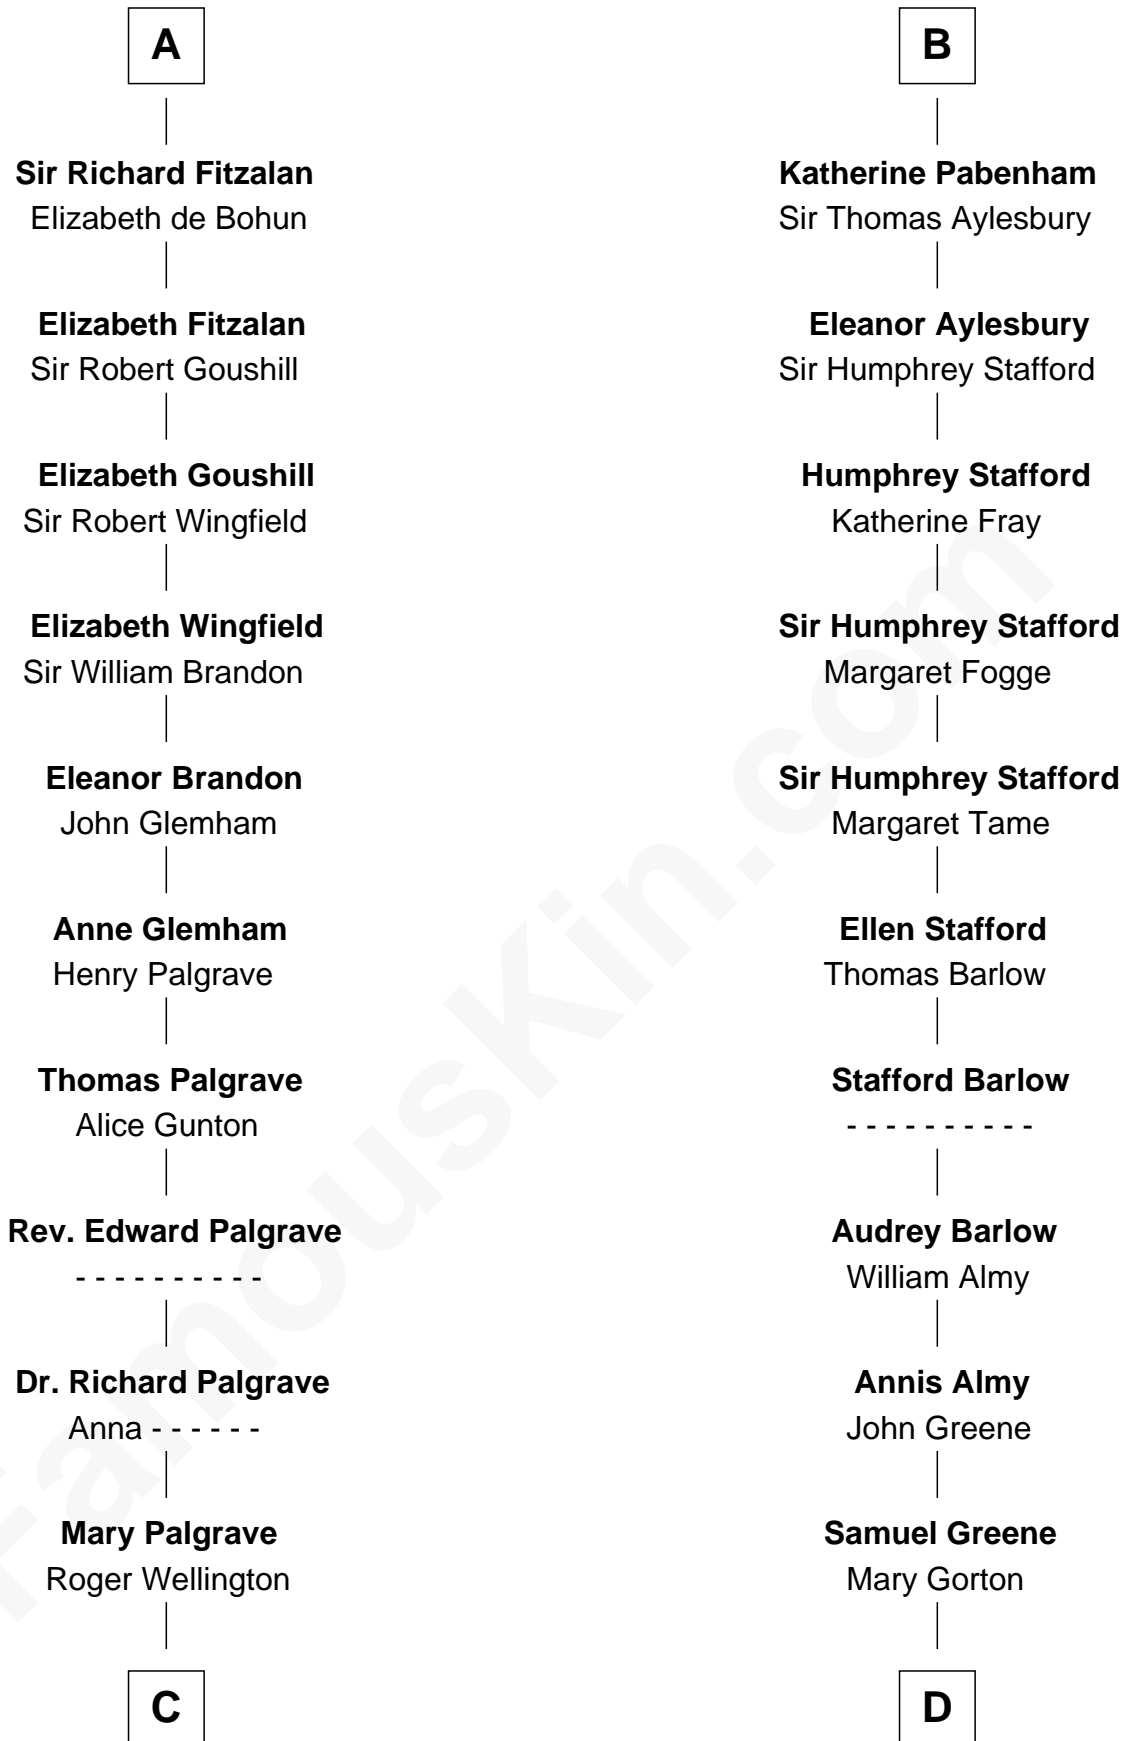 A
Sir Richard Fitzalan
Elizabeth de Bohun
Elizabeth Fitzalan
Sir Robert Goushill
Elizabeth Goushill
Sir Robert Wingfield
Elizabeth Wingfield
Sir William Brandon
Eleanor Brandon
John Glemham
Anne Glemham
Henry Palgrave
Thomas Palgrave
Alice Gunton
Rev. Edward Palgrave
- - - - - - - - - -
Dr. Richard Palgrave
Anna - - - - - -
Mary Palgrave
Roger Wellington
C
B
Katherine Pabenham
Sir Thomas Aylesbury
Eleanor Aylesbury
Sir Humphrey Stafford
Humphrey Stafford
Katherine Fray
Sir Humphrey Stafford
Margaret Fogge
Sir Humphrey Stafford
Margaret Tame
Ellen Stafford
Thomas Barlow
Stafford Barlow
- - - - - - - - - -
Audrey Barlow
William Almy
Annis Almy
John Greene
Samuel Greene
Mary Gorton
D
FamousKin.com